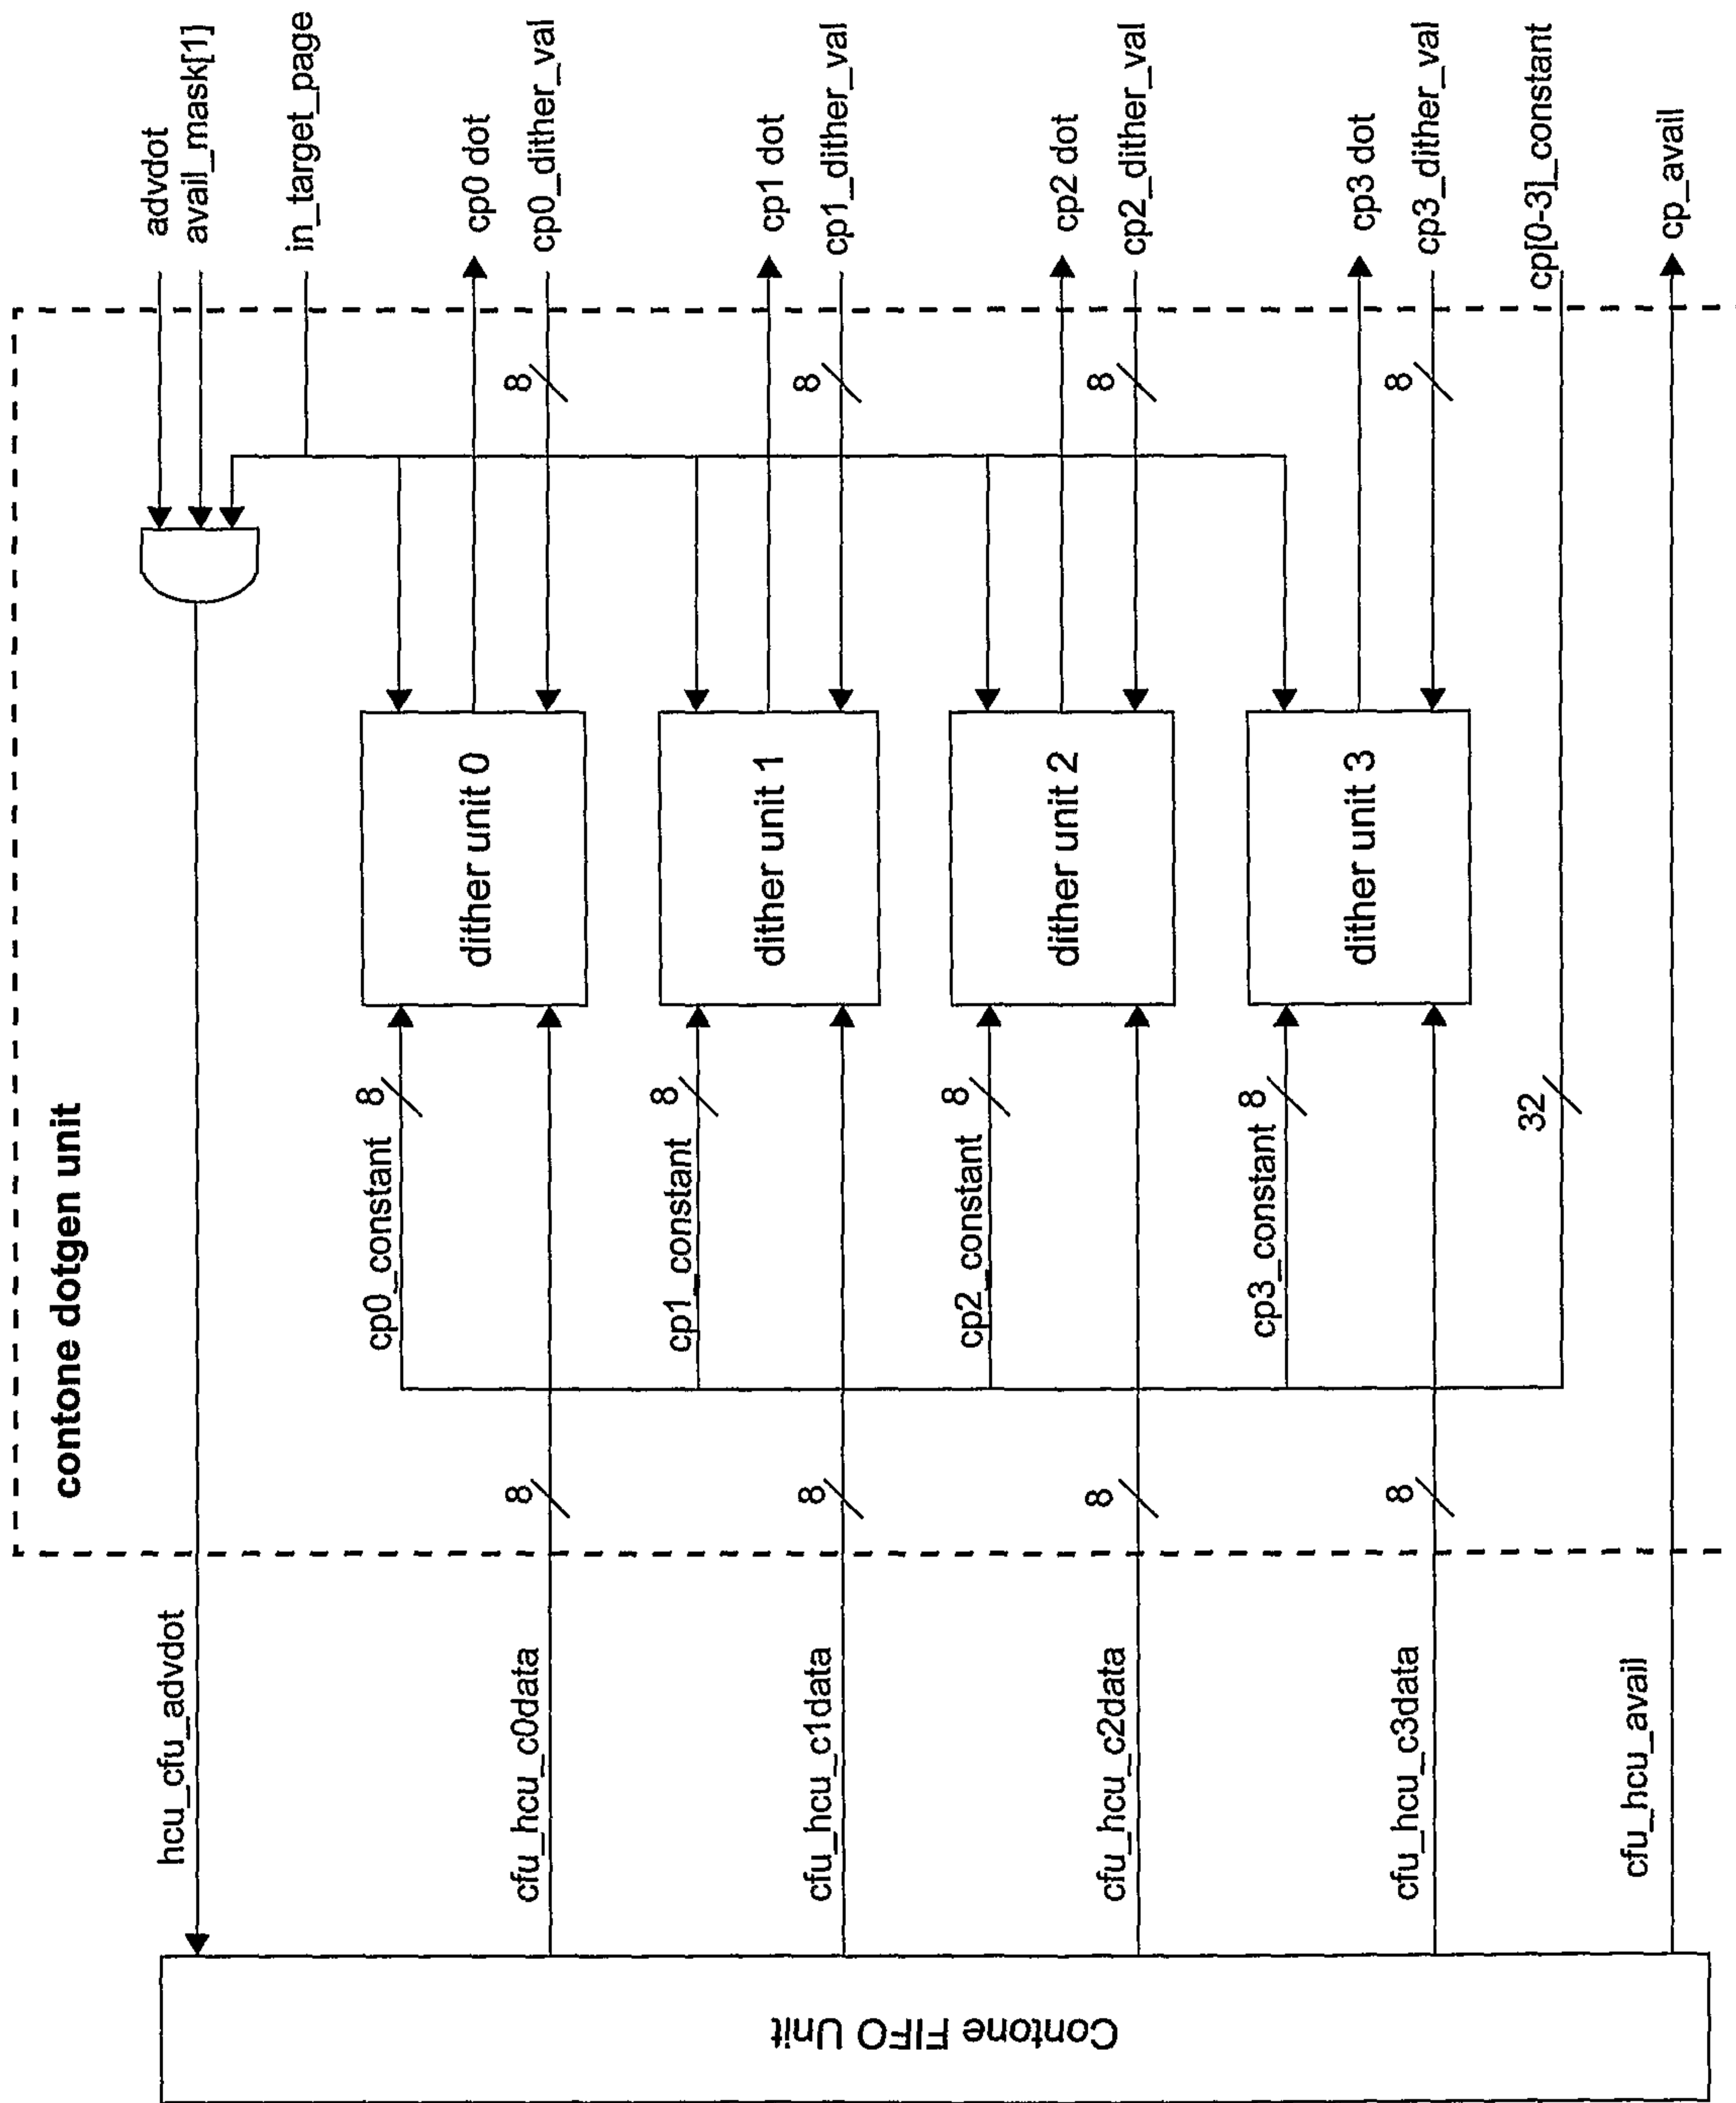 contone dotgen unit
advdot
avail_mask[1]
hcu_cfu_advdot
in_target_page
cp0_constant
8
dither unit 0
cp0 dot
cfu_hcu_c0data
8
8
cp0_dither_val
cp1_constant
8
dither unit 1
cp1 dot
cfu_hcu_c1data
8
8
cp1_dither_val
cp2_constant
8
dither unit 2
cp2 dot
cfu_hcu_c2data
8
8
cp2_dither_val
cp3_constant
8
dither unit 3
cp3 dot
cfu_hcu_c3data
8
8
cp3_dither_val
32
cp[0-3]_constant
cfu_hcu_avail
cp_avail
Contone FIFO Unit